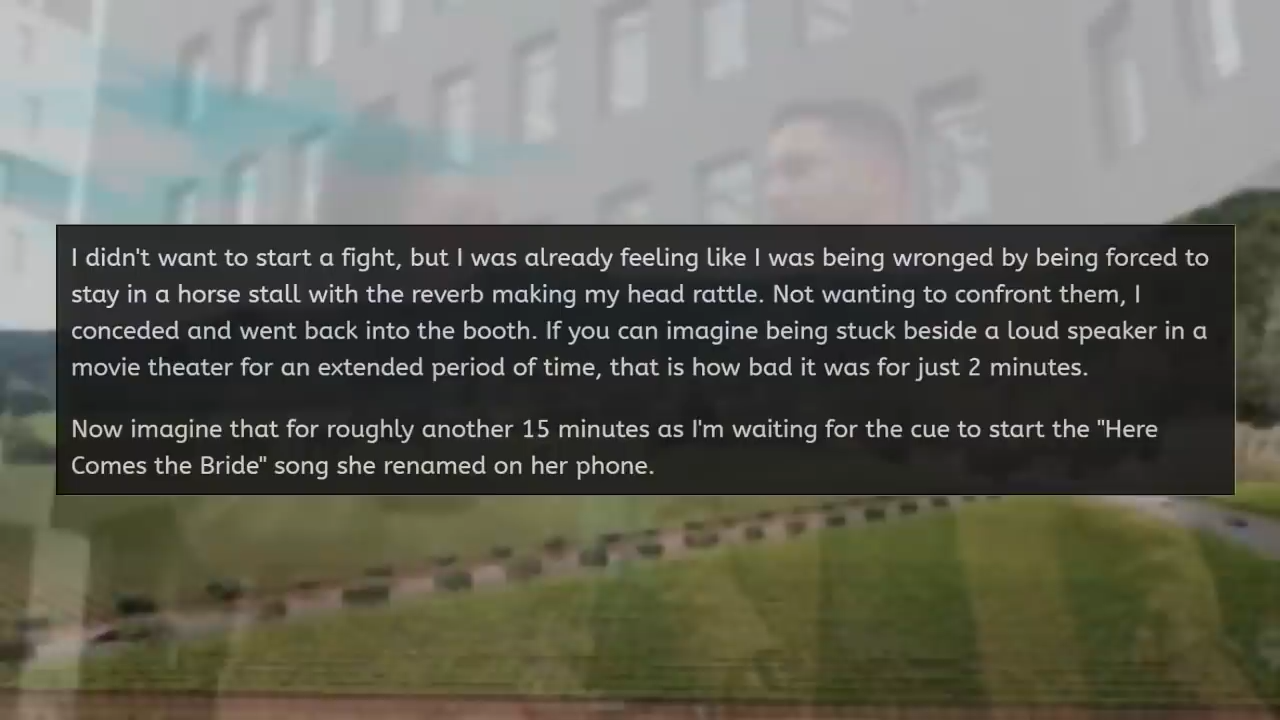 I didn't want to start a fight, but I was already feeling like I was being wronged by being forced to
stay in a horse stall with the reverb making my head rattle. Not wanting to confront them, I
conceded and went back into the booth. If you can imagine being stuck beside a loud speaker in a
movie theater for an extended period of time, that is how bad it was for just 2 minutes.
Now imagine that for roughly another 15 minutes as I'm waiting for the cue to start the "Here
Comes the Bride" song she renamed on her phone.